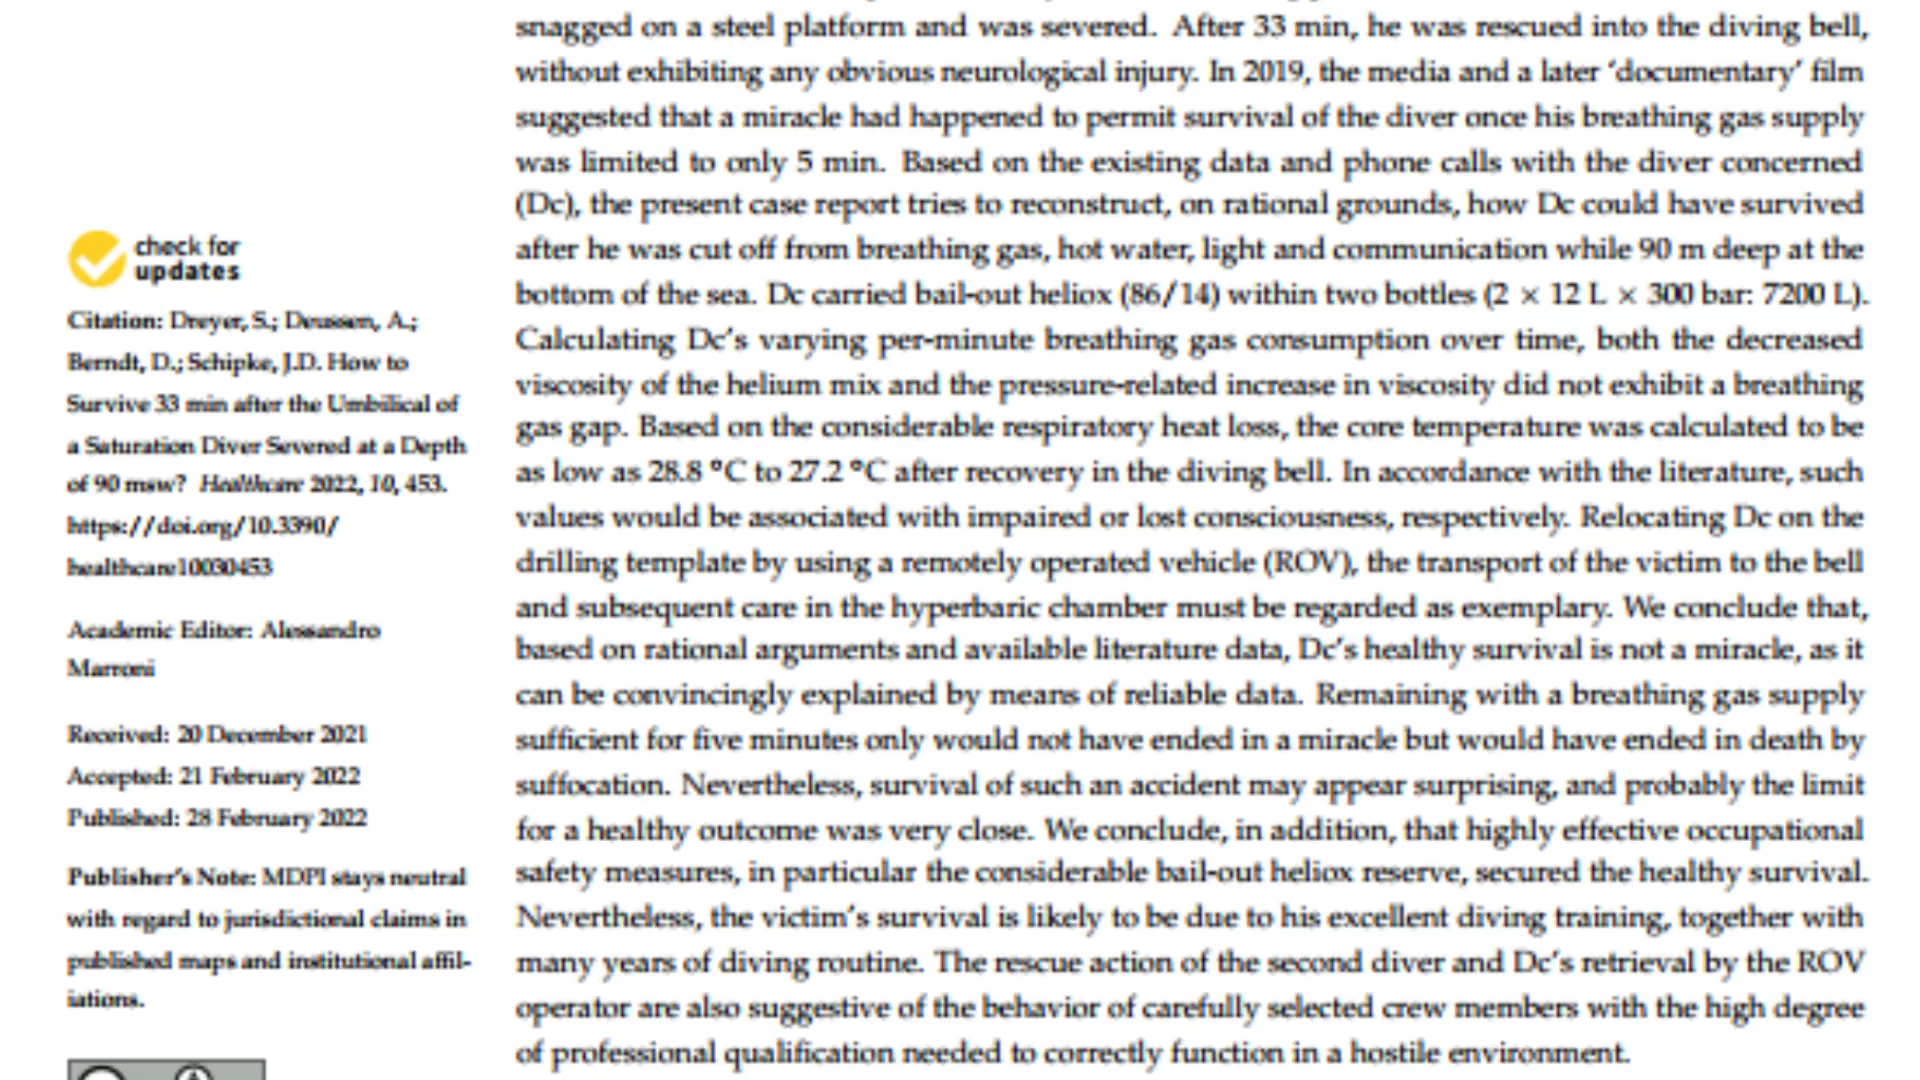 snagged on a steel platform and was severed. After 33 min, he was rescued into the diving bell,
without exhibiting any obvious neurological injury. In 2019, the media and a later ‘documentary’ film
suggested that a miracle had happened to permit survival of the diver once his breathing gas supply
was limited to only 5 min. Based on the existing data and phone calls with the diver concerned
(Dc), the present case report tries to reconstruct, on rational grounds, how Dc could have survived
after he was cut off from breathing gas, hot water, light and communication while 90 m deep at the
bottom of the sea. Dc carried bail-out heliox (86/14) within two bottles (2 × 12 L × 300 bar: 7200 L).
Calculating Dc’s varying per-minute breathing gas consumption over time, both the decreased
viscosity of the helium mix and the pressure-related increase in viscosity did not exhibit a breathing
gas gap. Based on the considerable respiratory heat loss, the core temperature was calculated to be
as low as 28.8 °C to 27.2 °C after recovery in the diving bell. In accordance with the literature, such
values would be associated with impaired or lost consciousness, respectively. Relocating Dc on the
drilling template by using a remotely operated vehicle (ROV), the transport of the victim to the bell
and subsequent care in the hyperbaric chamber must be regarded as exemplary. We conclude that,
based on rational arguments and available literature data, Dc’s healthy survival is not a miracle, as it
can be convincingly explained by means of reliable data. Remaining with a breathing gas supply
sufficient for five minutes only would not have ended in a miracle but would have ended in death by
suffocation. Nevertheless, survival of such an accident may appear surprising, and probably the limit
for a healthy outcome was very close. We conclude, in addition, that highly effective occupational
safety measures, in particular the considerable bail-out heliox reserve, secured the healthy survival.
Nevertheless, the victim’s survival is likely to be due to his excellent diving training, together with
many years of diving routine. The rescue action of the second diver and Dc’s retrieval by the ROV
operator are also suggestive of the behavior of carefully selected crew members with the high degree
of professional qualification needed to correctly function in a hostile environment.
check for
updates
Citation: Dreyer, S.; Deussen, A.;
Berndt, D.; Schipke, J.D. How to
Survive 33 min after the Umbilical of
a Saturation Diver Severed at a Depth
of 90 msw? Healthcare 2022, 10, 453.
https://doi.org/10.3390/
healthcare10030453
Academic Editor: Alessandro
Marroni
Received: 20 December 2021
Accepted: 21 February 2022
Published: 28 February 2022
Publisher’s Note: MDPI stays neutral
with regard to jurisdictional claims in
published maps and institutional affil-
iations.